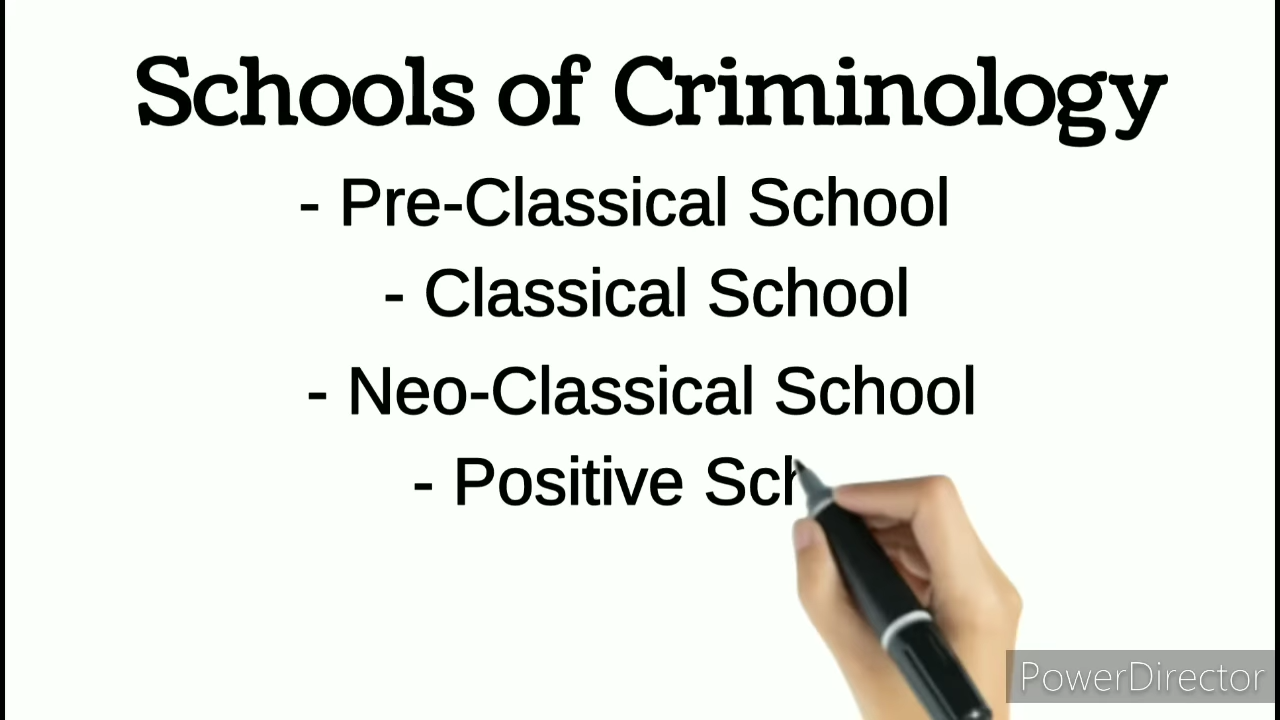 Schools of Criminology
- Pre-Classical School
- Classical School
- Neo-Classical School
- Positive Sch
PowerDirector